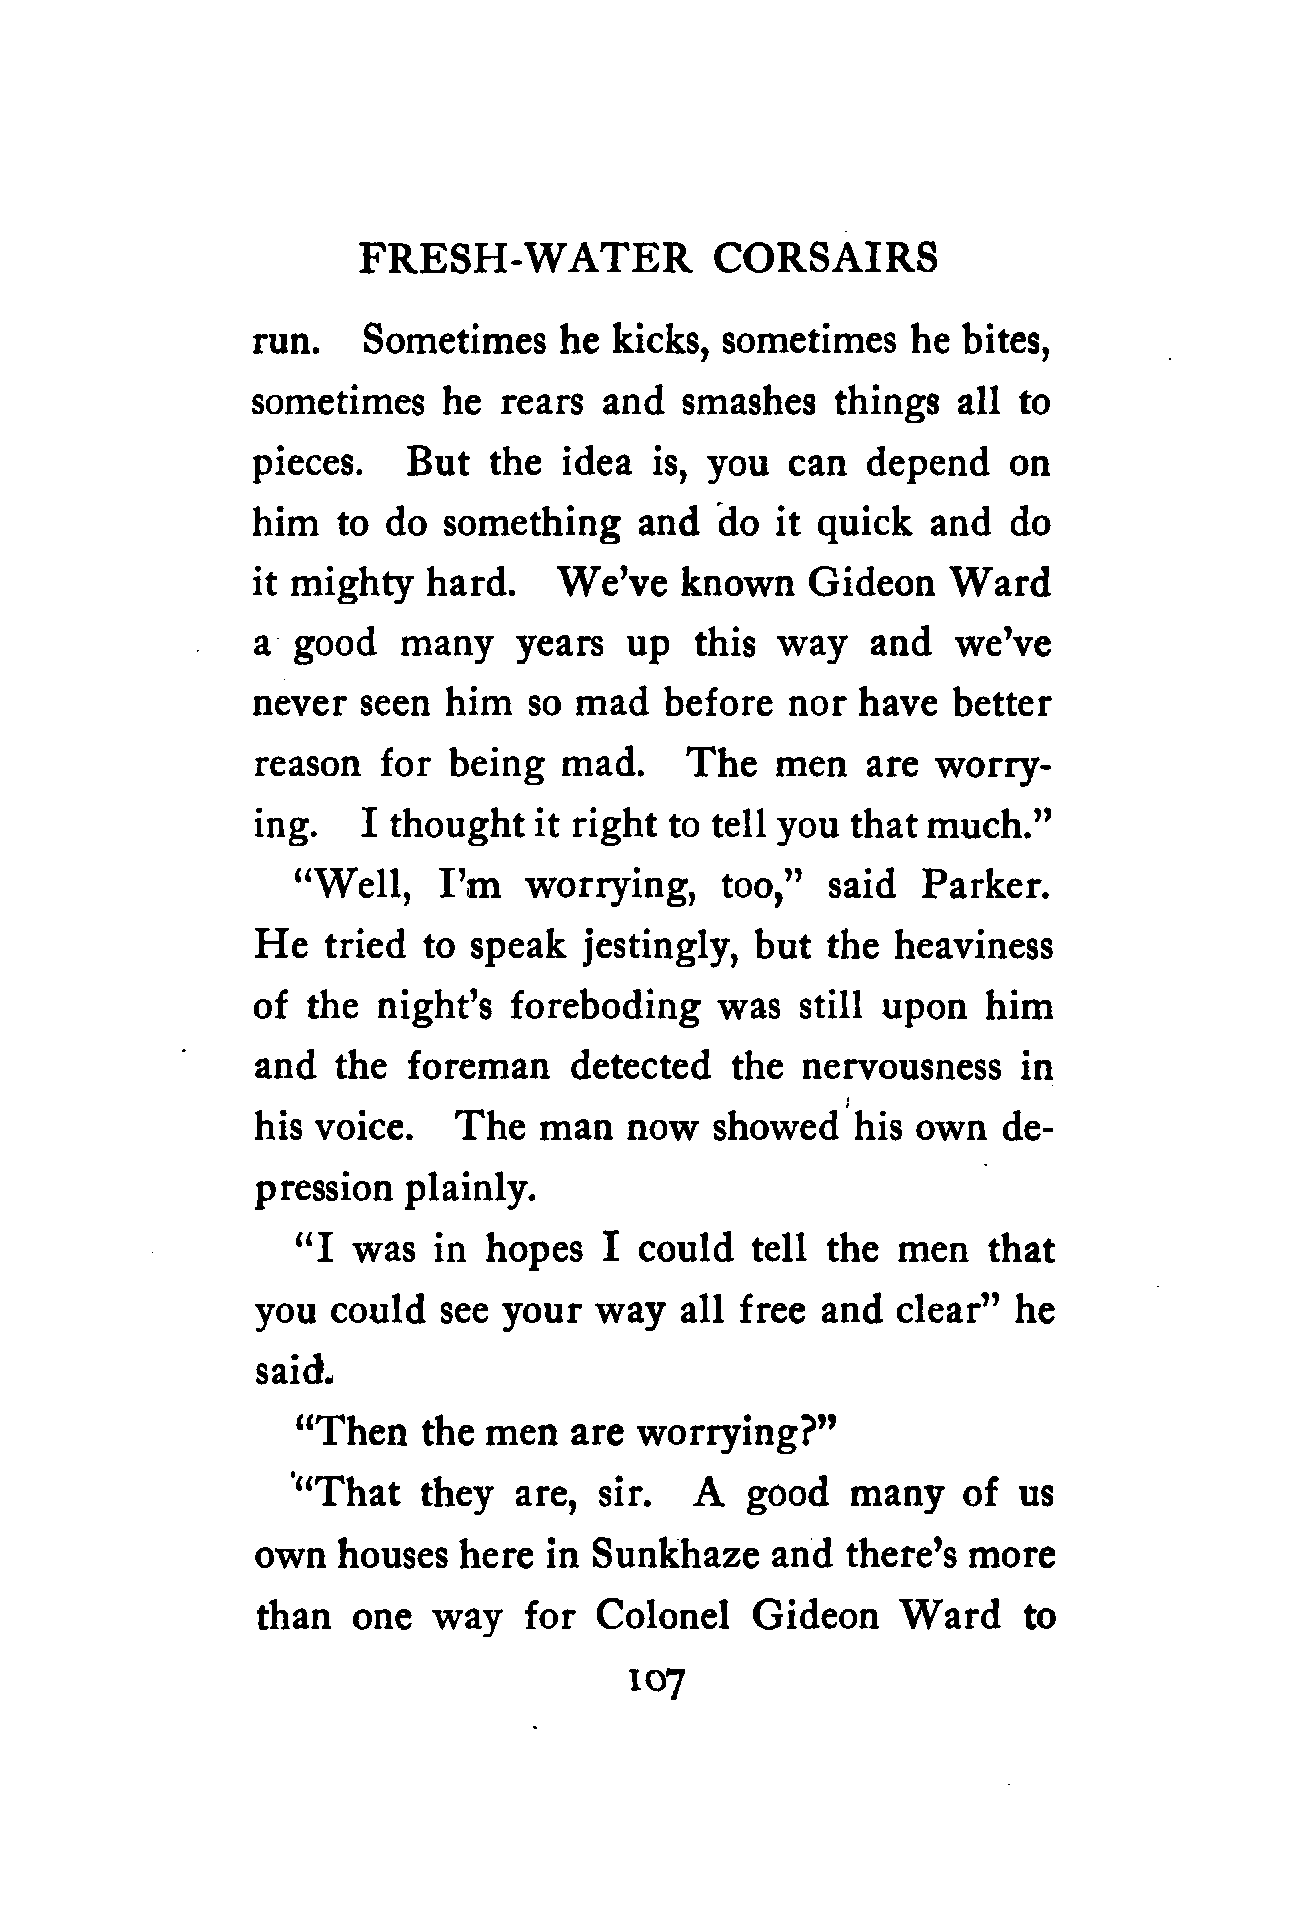 FRESH-WATER CORSAIRS
run. Sometimes he kicks, sometimes he bites,
sometimes he rears and smashes things all to
pieces. But the idea is, you can depend on
him to do something and do it quick and do
it mighty hard. We've known Gideon Ward
a good many years up this way and we've
never seen him so mad before nor have better
reason for being mad. The men are worry-
ing. I thought it right to tell you that much."
"Well, I'm worrying, too," said Parker.
He tried to speak jestingly, but the heaviness
of the night's foreboding was still upon him
and the foreman detected the nervousness in
his voice. The man now showed his own de-
pression plainly.
"I was in hopes I could tell the men that
you could see your way all free and clear" he
said.
"Then the men are worrying?"
"That they are, sir. A good many of us
own houses here in Sunkhaze and there's more
than one way for Colonel Gideon Ward to
107